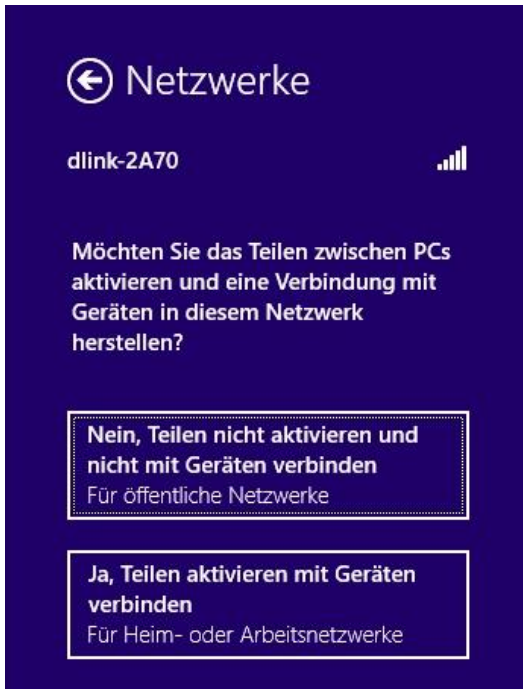 Netzwerke
dlink-2A70
Möchten Sie das Teilen zwischen PCs
aktivieren und eine Verbindung mit
Geräten in diesem Netzwerk
herstellen?
Nein, Teilen nicht aktivieren und
nicht mit Geräten verbinden
Für öffentliche Netzwerke
Ja, Teilen aktivieren mit Geräten
verbinden
Für Heim- oder Arbeitsnetzwerke